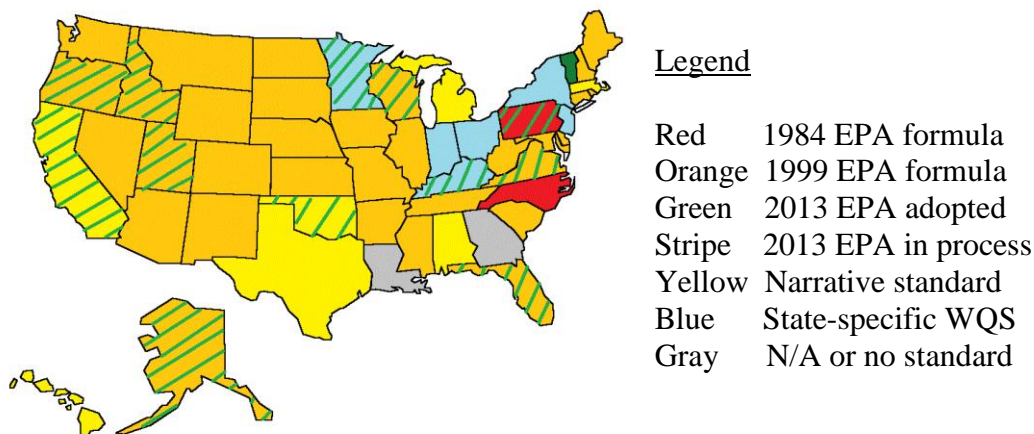 Legend
Red 1984 EPA formula
Orange 1999 EPA formula
Green 2013 EPA adopted
Stripe 2013 EPA in process
Yellow Narrative standard
Blue State-specific WQS
Gray N/A or no standard